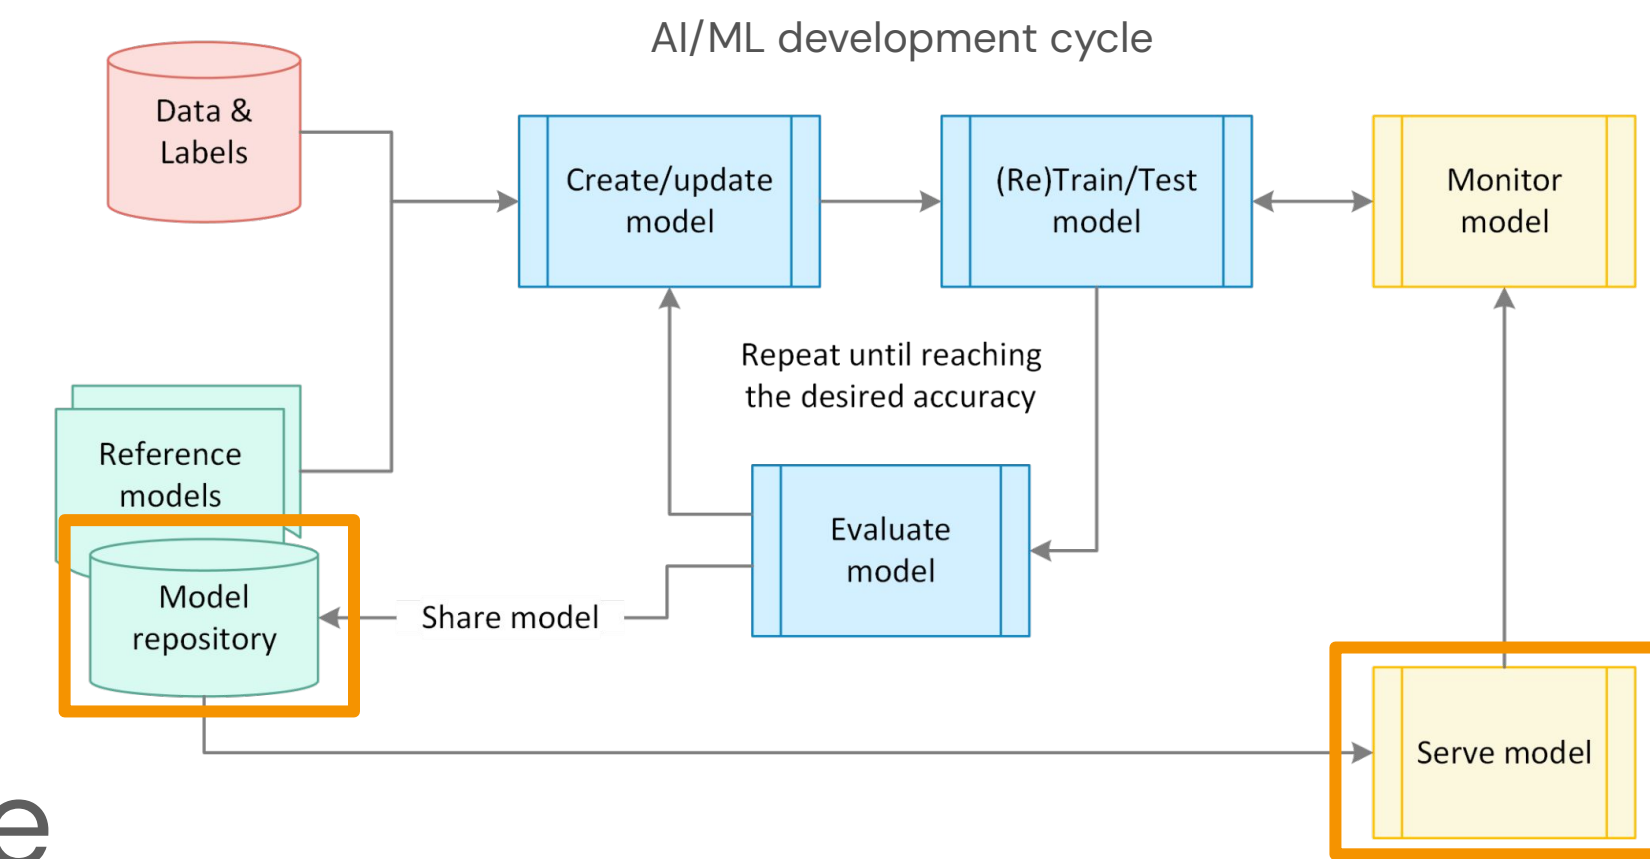 AI/ML development cycle
Data &
Labels
Create/update
model
(Re)Train/Test
model
Monitor
model
Repeat until reaching
the desired accuracy
Reference
models
Evaluate
model
Model
repository
Share model
Serve model
e